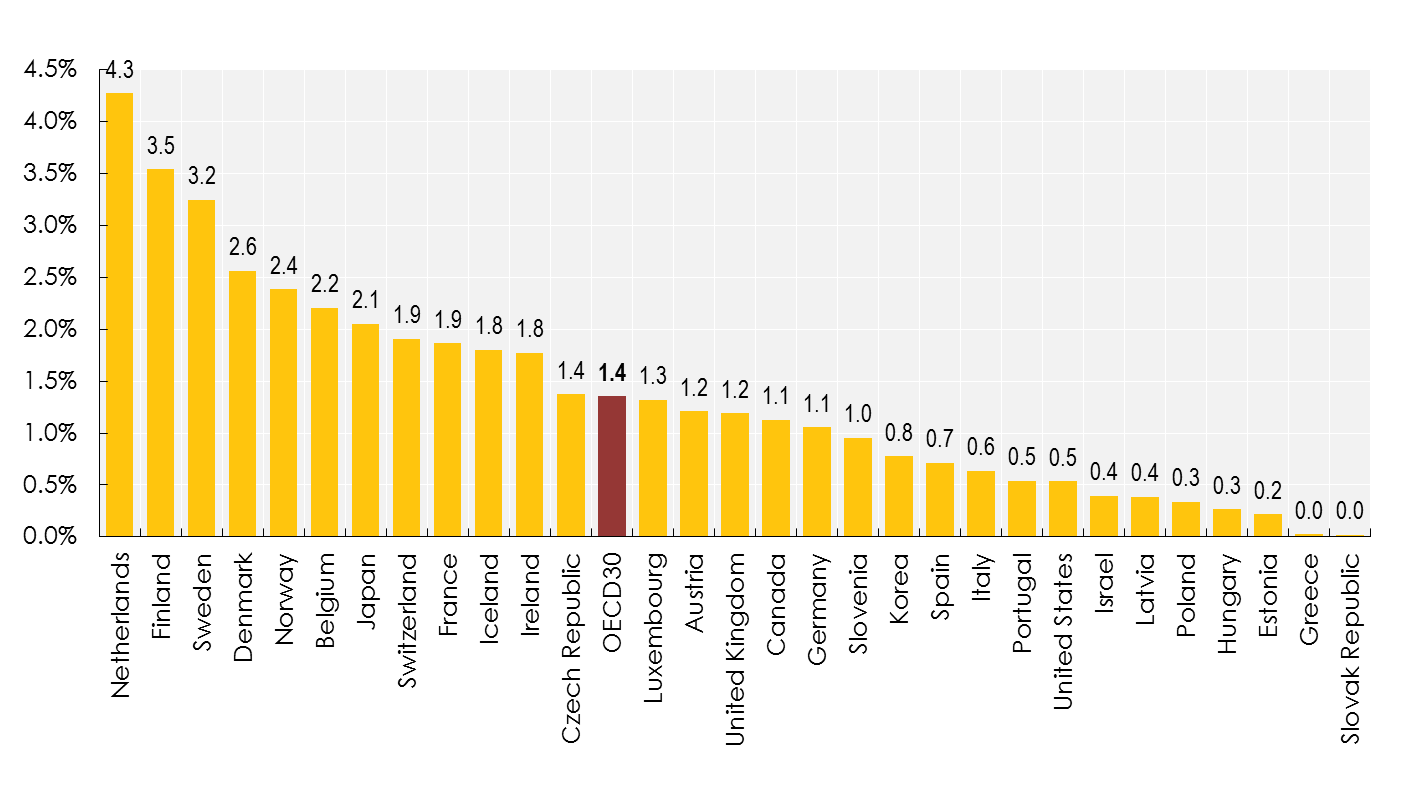 4.5%
4.0%
3.5%
3.0%
2.5%
2.0%
1.5%
1.0%
0.5%
0.0%
4.3
3.5
3.2
2.6
2.4
2.2
2.1
1.9
1.9
1.8
1.8
1.4
1.4
1.3
1.2
1.2
1.1
1.1
1.0
0.8
0.7
0.6
0.5
0.5
0.4
0.4
0.3
0.3
0.2
0.0
0.0
Netherlands
Finland
Sweden
Denmark
Norway
Belgium
Japan
Switzerland
France
Iceland
Ireland
Czech Republic
OECD30
Luxembourg
Austria
United Kingdom
Canada
Germany
Slovenia
Korea
Spain
Italy
Portugal
United States
Israel
Latvia
Poland
Hungary
Estonia
Greece
Slovak Republic